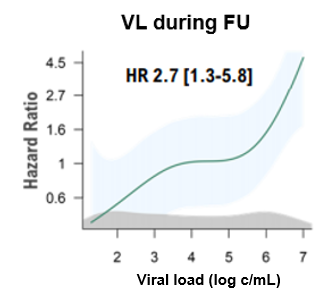 VL during FU
HR 2.7 [1.3-5.8]
Hazard Ratio
4.5
2.7
1.6
1
0.6
2 3 4 5 6 7
Viral load (log c/mL)